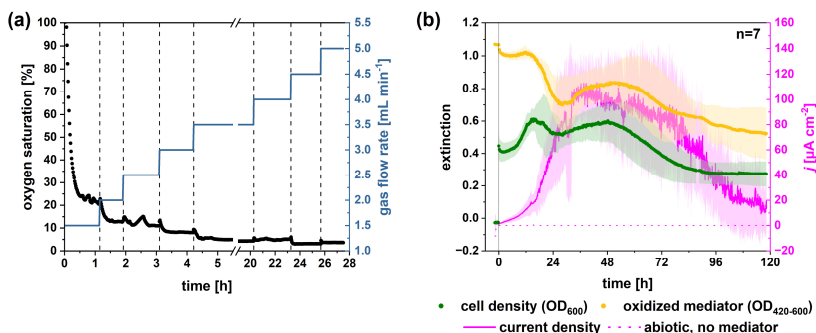 (a)
100
90
80
70
60
50
40
30
20
10
0
oxygen saturation [%]
0 1 2 3 4 5 20 22 24 26 27.5
time [h]
5.0
4.5
4.0
3.5
3.0
2.5
2.0
1.5
1.0
gas flow rate [mL min⁻¹]
(b)
n=7
1.2
1.0
0.8
0.6
0.4
0.2
0.0
-0.2
extinction
0 24 48 72 96 120
time [h]
160
140
120
100
80
60
40
20
0
-20
j [µA cm⁻²]
cell density (OD₆₀₀) oxidized mediator (OD₄₂₀₋₆₀₀)
current density abiotic, no mediator